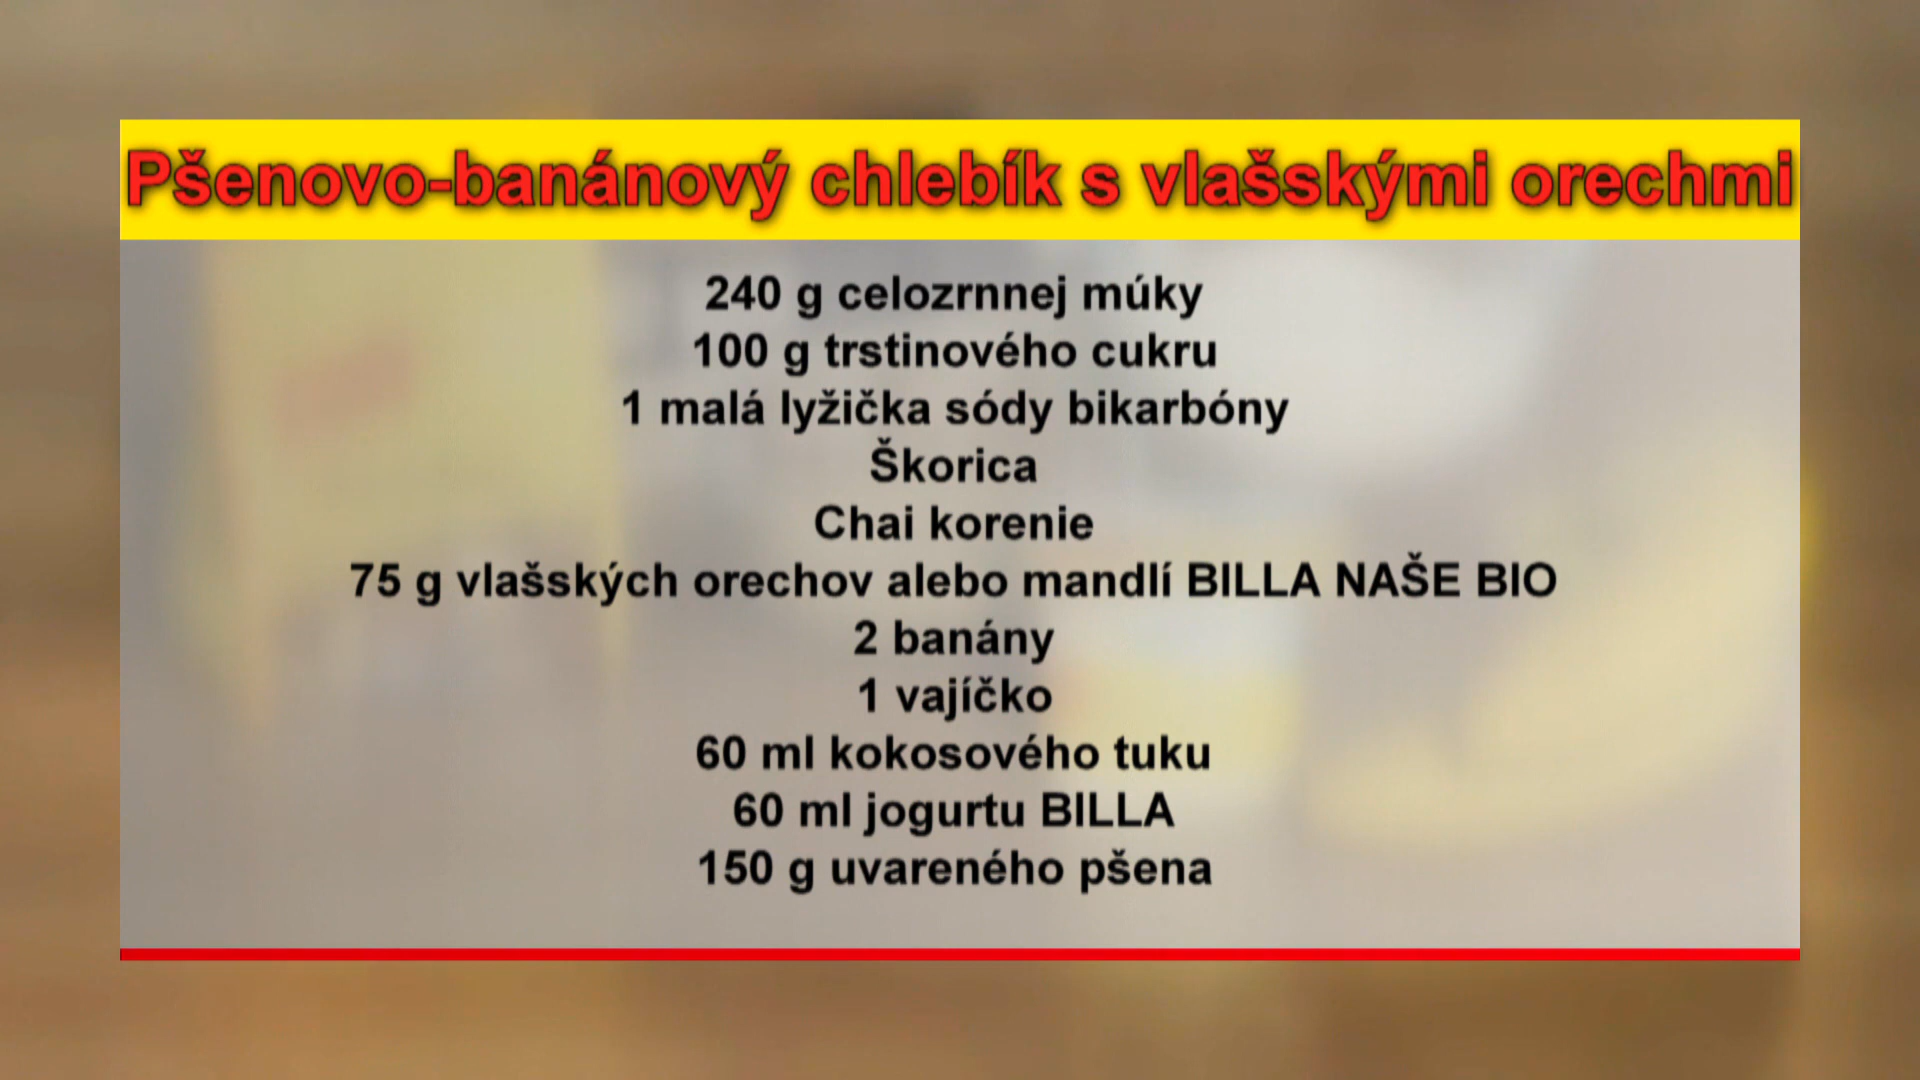 Pšenovo-banánový chlebík s vlašskými orechmi
240 g celozrnnej múky
100 g trstinového cukru
1 malá lyžička sódy bikarbóny
Škorica
Chai korenie
75 g vlašských orechov alebo mandlí BILLA NAŠE BIO
2 banány
1 vajíčko
60 ml kokosového tuku
60 ml jogurtu BILLA
150 g uvareného pšena